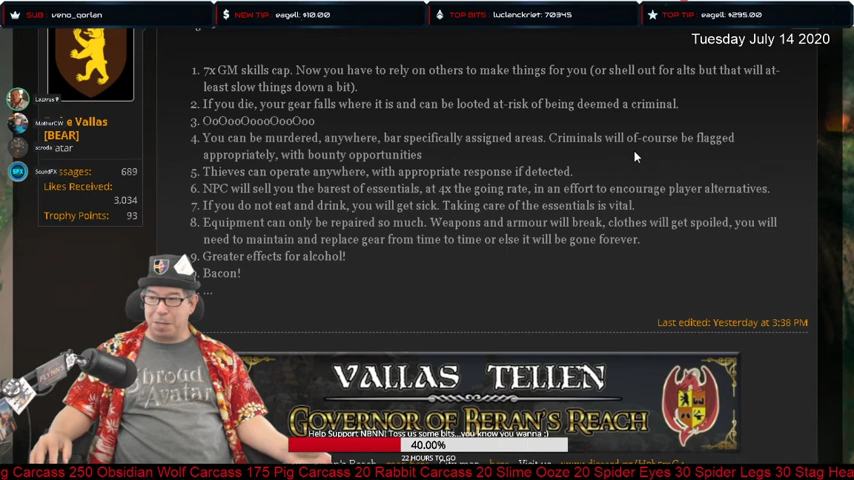 SUB veno_qorlen NEW TIP eagell: $10.00 TOP BITS luclenckriet: 70345 TOP TIP eagell: $295.00
Tuesday July 14 2020
1. 7x GM skills cap. Now you have to rely on others to make things for you (or shell out for alts but that will at-
least slow things down a bit).
2. If you die, your gear falls where it is and can be looted at-risk of being deemed a criminal.
3. OoOooOoooOooOoo
4. You can be murdered, anywhere, bar specifically assigned areas. Criminals will of-course be flagged
appropriately, with bounty opportunities
5. Thieves can operate anywhere, with appropriate response if detected.
6. NPC will sell you the barest of essentials, at 4x the going rate, in an effort to encourage player alternatives.
7. If you do not eat and drink, you will get sick. Taking care of the essentials is vital.
8. Equipment can only be repaired so much. Weapons and armour will break, clothes will get spoiled, you will
need to maintain and replace gear from time to time or else it will be gone forever.
9. Greater effects for alcohol!
Bacon!
...
Last edited: Yesterday at 3:38 PM
Lazarus
MotherCW
scroda
SoundFX
SFX
e Vallas
[BEAR]
atar
ssages: 689
Likes Received:
3,034
Trophy Points: 93
FLYNN'S
Shroud
Avatar
VALLAS TELLEN
GOVERNOR OF BERAN'S REACH
Help Support NBNN! Toss us some bits...you know you wanna :)
40.00%
22 HOURS TO GO
g Carcass 250 Obsidian Wolf Carcass 175 Pig Carcass 20 Rabbit Carcass 20 Slime Ooze 20 Spider Eyes 30 Spider Legs 30 Stag Hea